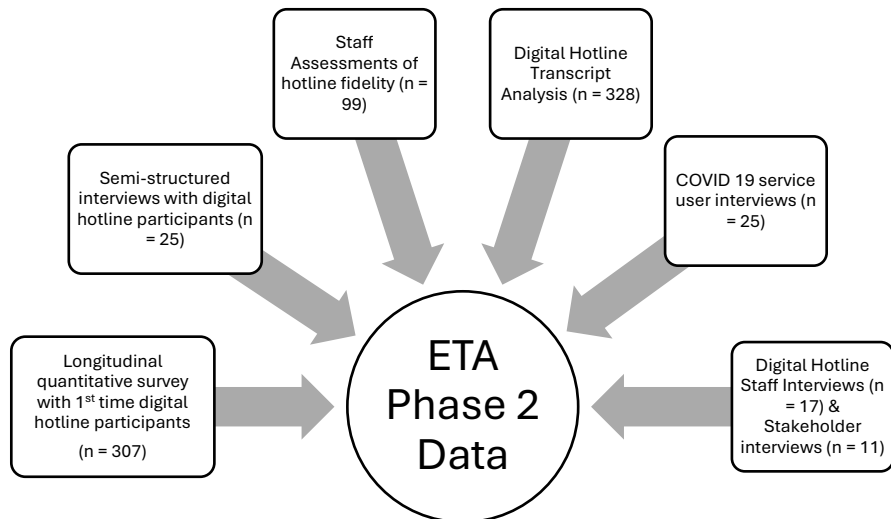 Staff
Assessments of
hotline fidelity (n =
99)
Digital Hotline
Transcript
Analysis (n = 328)
Semi-structured
interviews with digital
hotline participants (n
= 25)
COVID 19 service
user interviews (n
= 25)
Longitudinal
quantitative survey
with 1st time digital
hotline participants
(n = 307)
ETA
Phase 2
Data
Digital Hotline
Staff Interviews (n
= 17) &
Stakeholder
interviews (n = 11)